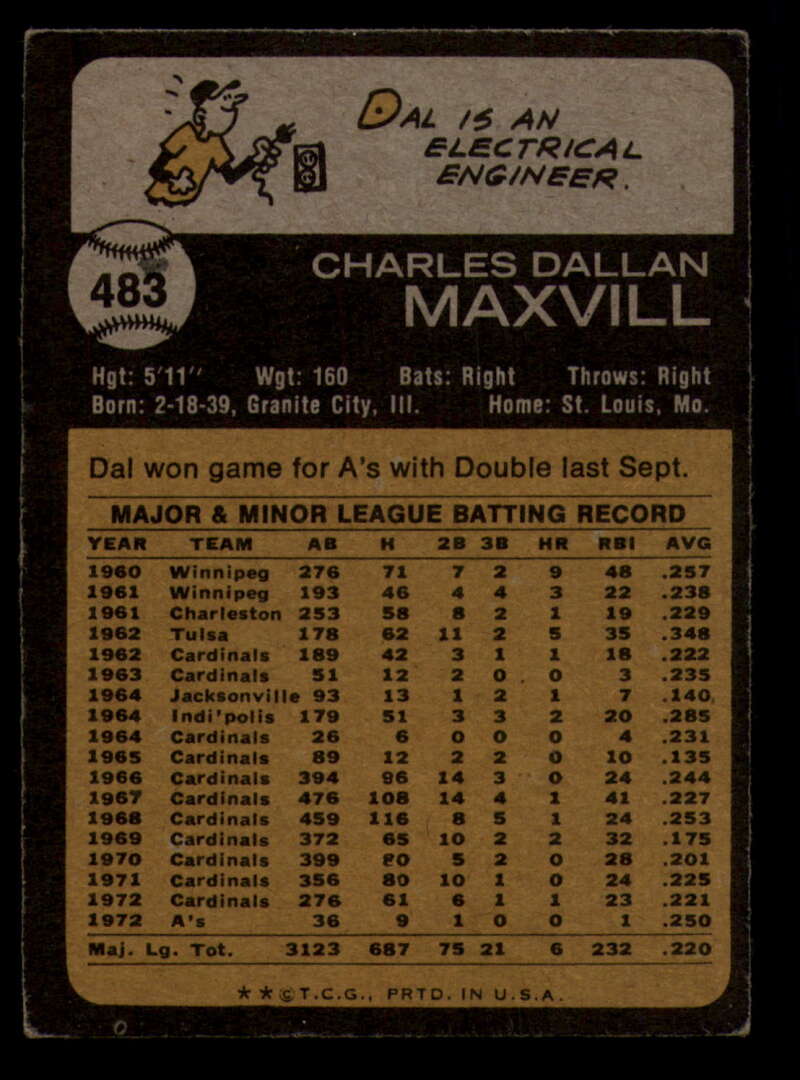 DAL IS AN
ELECTRICAL
ENGINEER.
483
CHARLES DALLAN
MAXVILL
Hgt: 5'11" Wgt: 160 Bats: Right Throws: Right
Born: 2-18-39, Granite City, Ill. Home: St. Louis, Mo.
Dal won game for A's with Double last Sept.
MAJOR & MINOR LEAGUE BATTING RECORD
YEAR TEAM AB H 2B 3B HR RBI AVG
1960 Winnipeg 276 71 7 2 9 48 .257
1961 Winnipeg 193 46 4 4 3 22 .238
1961 Charleston 253 58 8 2 1 19 .229
1962 Tulsa 178 62 11 2 5 35 .348
1962 Cardinals 189 42 3 1 1 18 .222
1963 Cardinals 51 12 2 0 0 3 .235
1964 Jacksonville 93 13 1 2 1 7 .140
1964 Indi'polis 179 51 3 3 2 20 .285
1964 Cardinals 26 6 0 0 0 4 .231
1965 Cardinals 89 12 2 2 0 10 .135
1966 Cardinals 394 96 14 3 0 24 .244
1967 Cardinals 476 108 14 4 1 41 .227
1968 Cardinals 459 116 8 5 1 24 .253
1969 Cardinals 372 65 10 2 2 32 .175
1970 Cardinals 399 80 5 2 0 28 .201
1971 Cardinals 356 80 10 1 0 24 .225
1972 Cardinals 276 61 6 1 1 23 .221
1972 A's 36 9 1 0 0 1 .250
Maj. Lg. Tot. 3123 687 75 21 6 232 .220
**©T.C.G., PRTD. IN U.S.A.